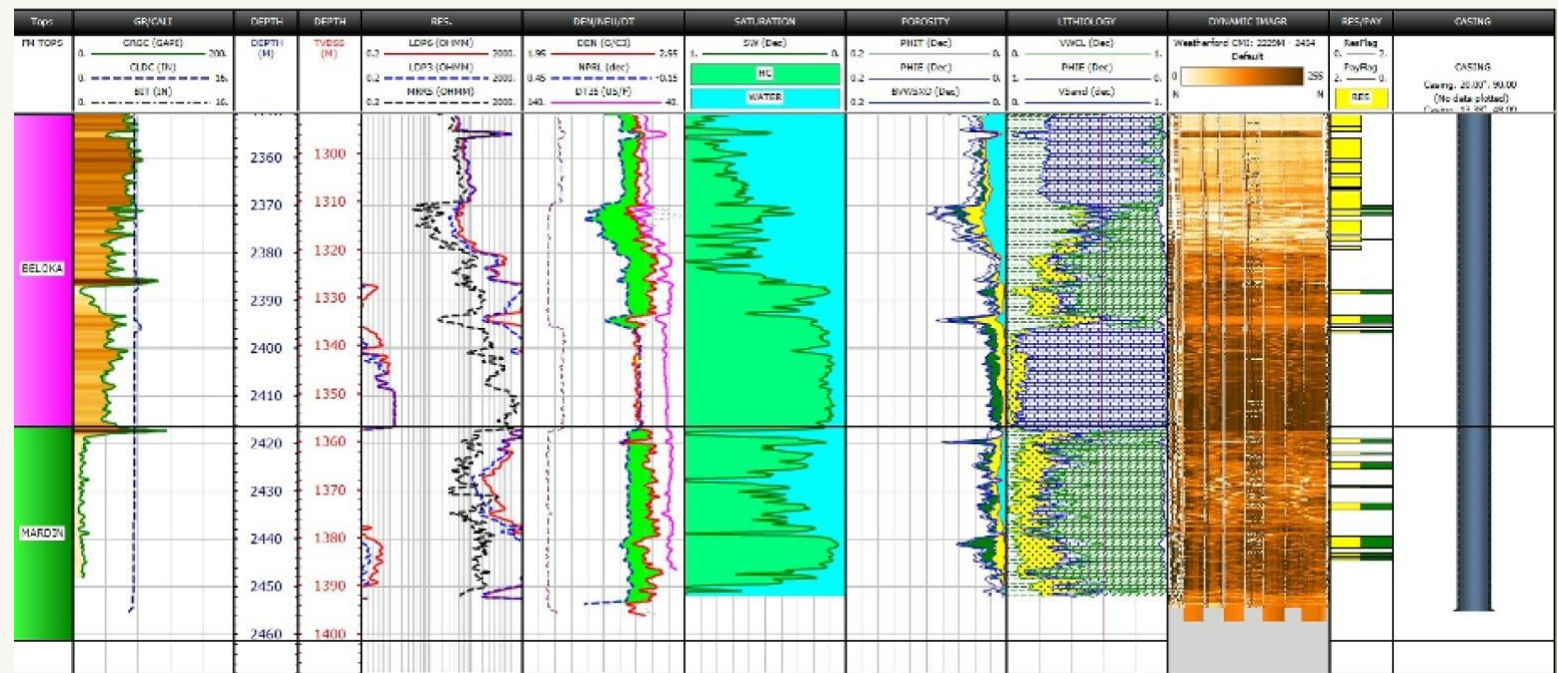 Tops GR/CALI DEPTH DEPTH RES. DEN/NEU/DT SATURATION POROSITY LITHOLOGY DYNAMIC IMAGR RES/PAY CASING
FM TOPS
0. GRGC (GAPI) 200.
CLDC (IN) 16.
0. BIT (IN) 16.
DEPTH
(M)
TVDSS
(M)
0.2 LDP6 (OHMM) 2000.
0.2 LDP3 (OHMM) 2000.
0.2 MRRS (OHMM) 2000.
1.95 DEN (G/C3) 2.95
0.45 NPRL (dec) -0.15
140. DT35 (US/F) 40.
1. SW (Dec) 0.
HC
WATER
0.2 PHIT (Dec) 0.
0.2 PHIE (Dec) 0.
0.2 BVWSXO (Dec) 0.
0. VWCL (Dec) 1.
1. PHIE (Dec) 0.
0. VSand (dec) 1.
Weatherford CMI: 2229M - 2454
Default
0 255
N N
ResFlag
0. 2.
PayFlag
2. 0.
RES
CASING
Casing, 20.00", 90.00
(No data plotted)
BELOKA
MARDIN
2360
2370
2380
2390
2400
2410
2420
2430
2440
2450
2460
1300
1310
1320
1330
1340
1350
1360
1370
1380
1390
1400